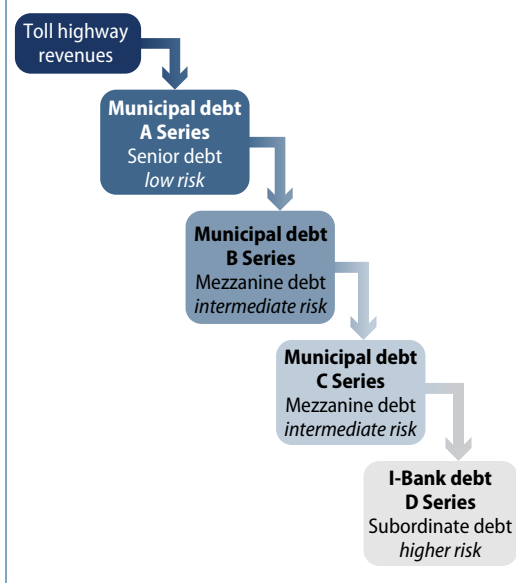 Toll highway
revenues
Municipal debt
A Series
Senior debt
low risk
Municipal debt
B Series
Mezzanine debt
intermediate risk
Municipal debt
C Series
Mezzanine debt
intermediate risk
I-Bank debt
D Series
Subordinate debt
higher risk